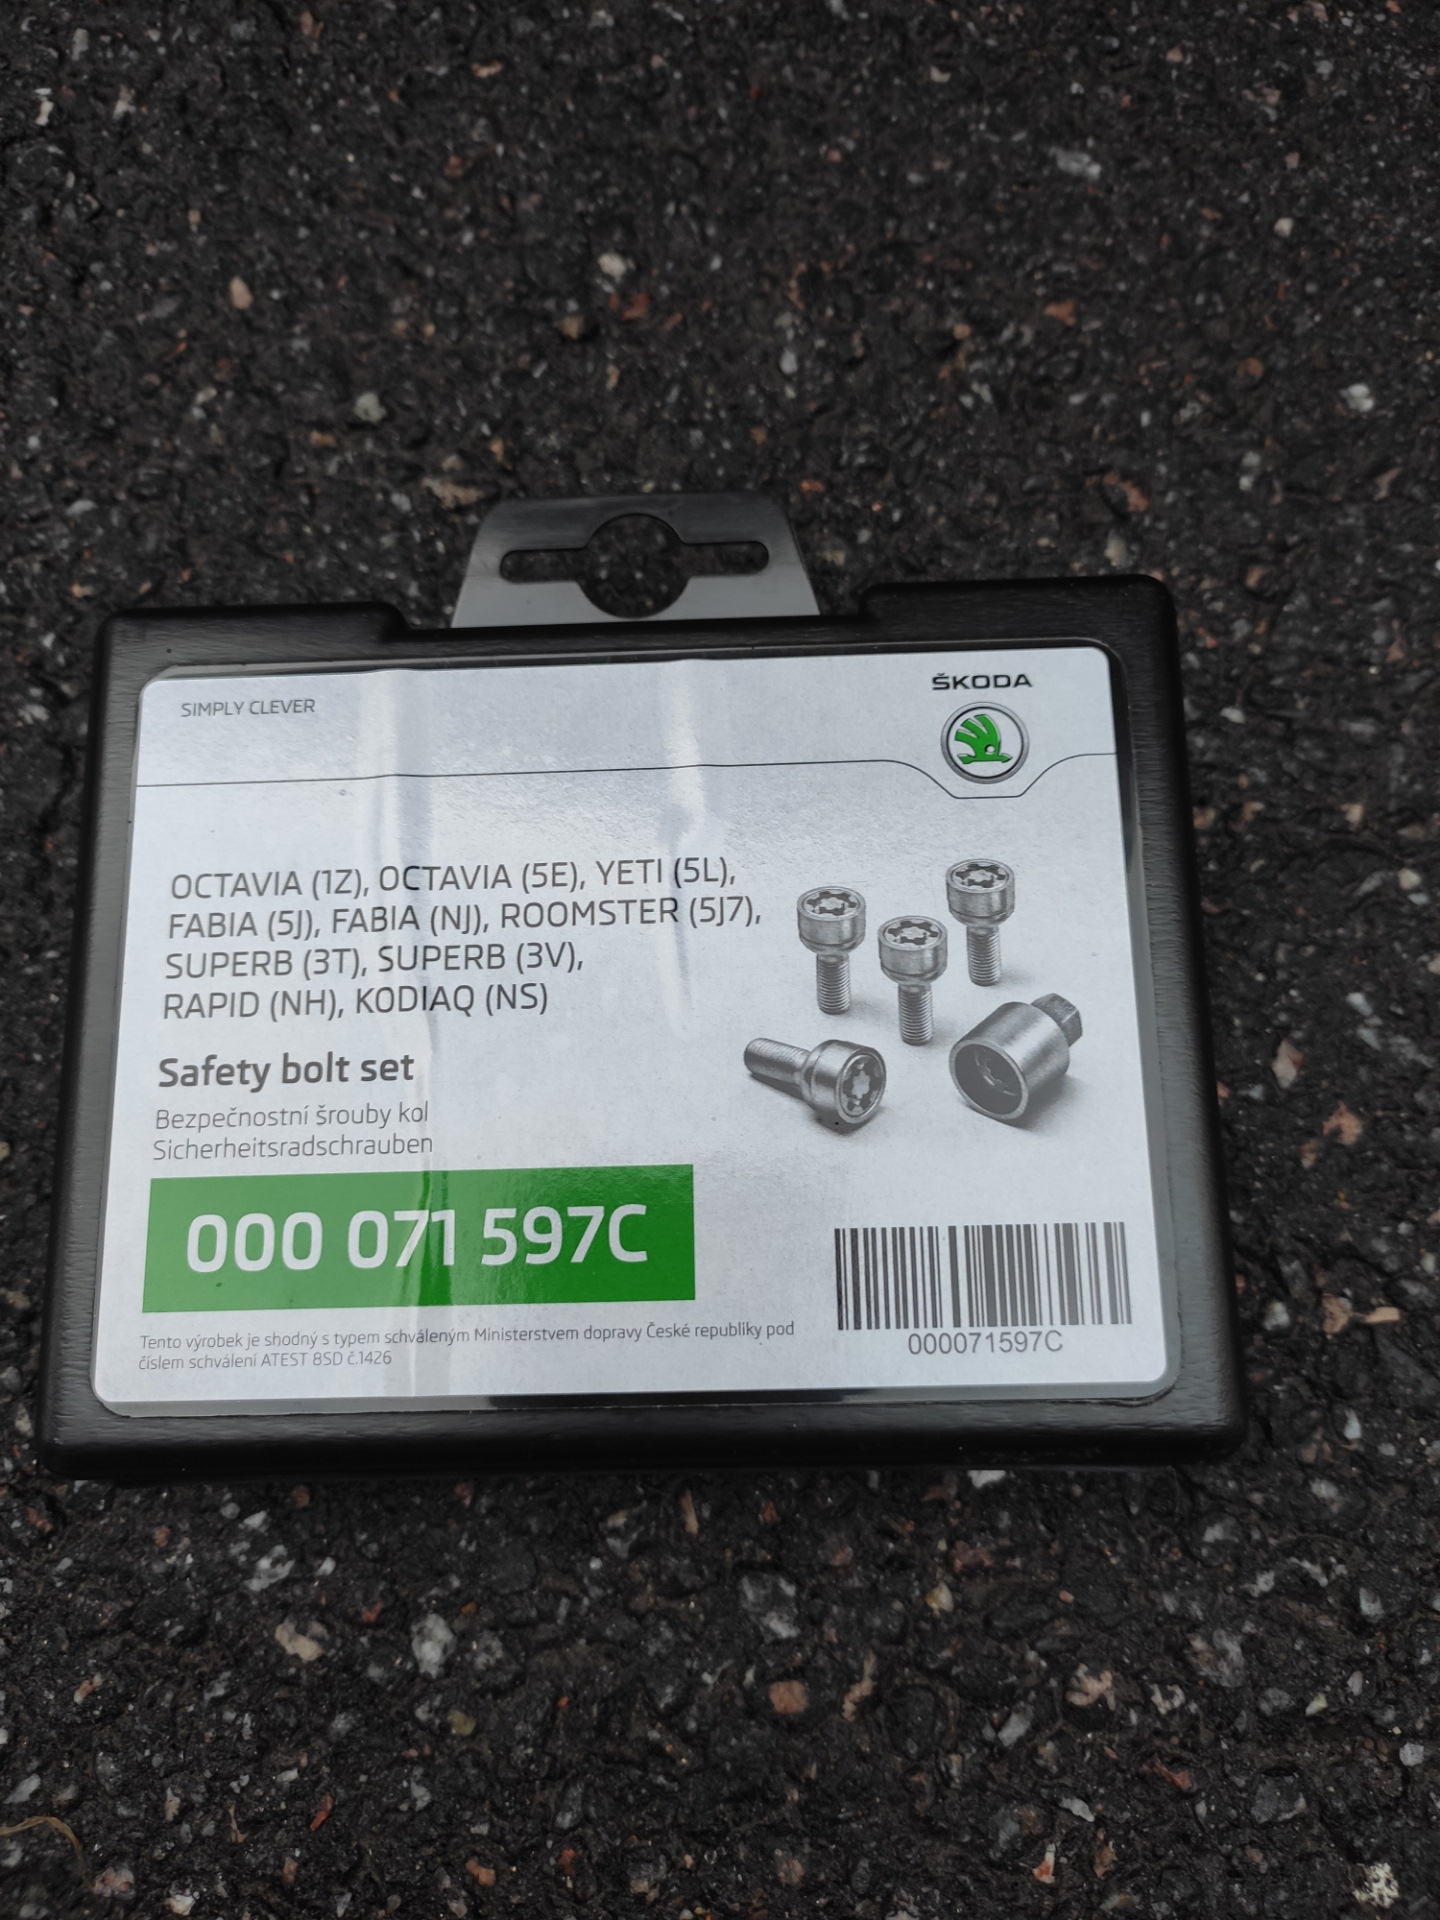 SIMPLY CLEVER
ŠKODA
OCTAVIA (1Z), OCTAVIA (5E), YETI (5L),
FABIA (5J), FABIA (NJ), ROOMSTER (5J7),
SUPERB (3T), SUPERB (3V),
RAPID (NH), KODIAQ (NS)
Safety bolt set
Bezpečnostní šrouby kol
Sicherheitsradschrauben
000 071 597C
000071597C
Tento výrobek je shodný s typem schváleným Ministerstvem dopravy České republiky pod
číslem schválení ATEST 8SD č.1426